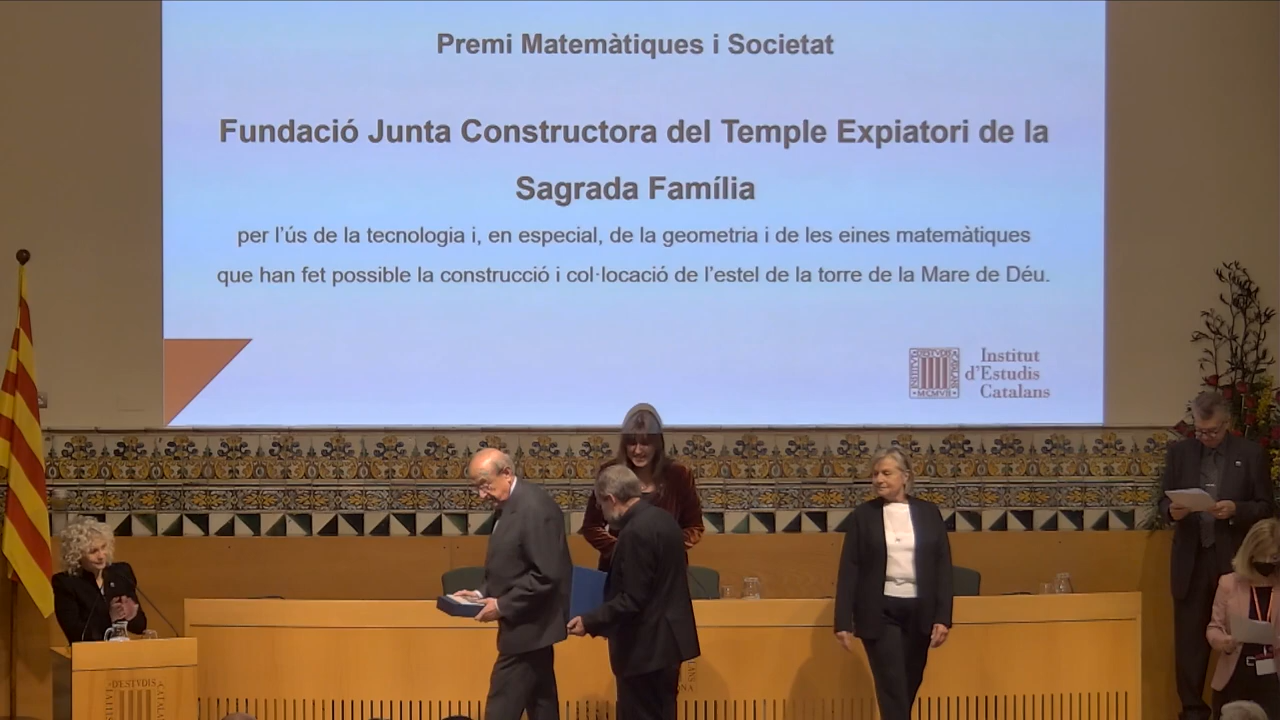 Premi Matemàtiques i Societat
Fundació Junta Constructora del Temple Expiatori de la
Sagrada Família
per l’ús de la tecnologia i, en especial, de la geometria i de les eines matemàtiques
que han fet possible la construcció i col·locació de l’estel de la torre de la Mare de Déu.
Institut
d’Estudis
Catalans
MCMVII